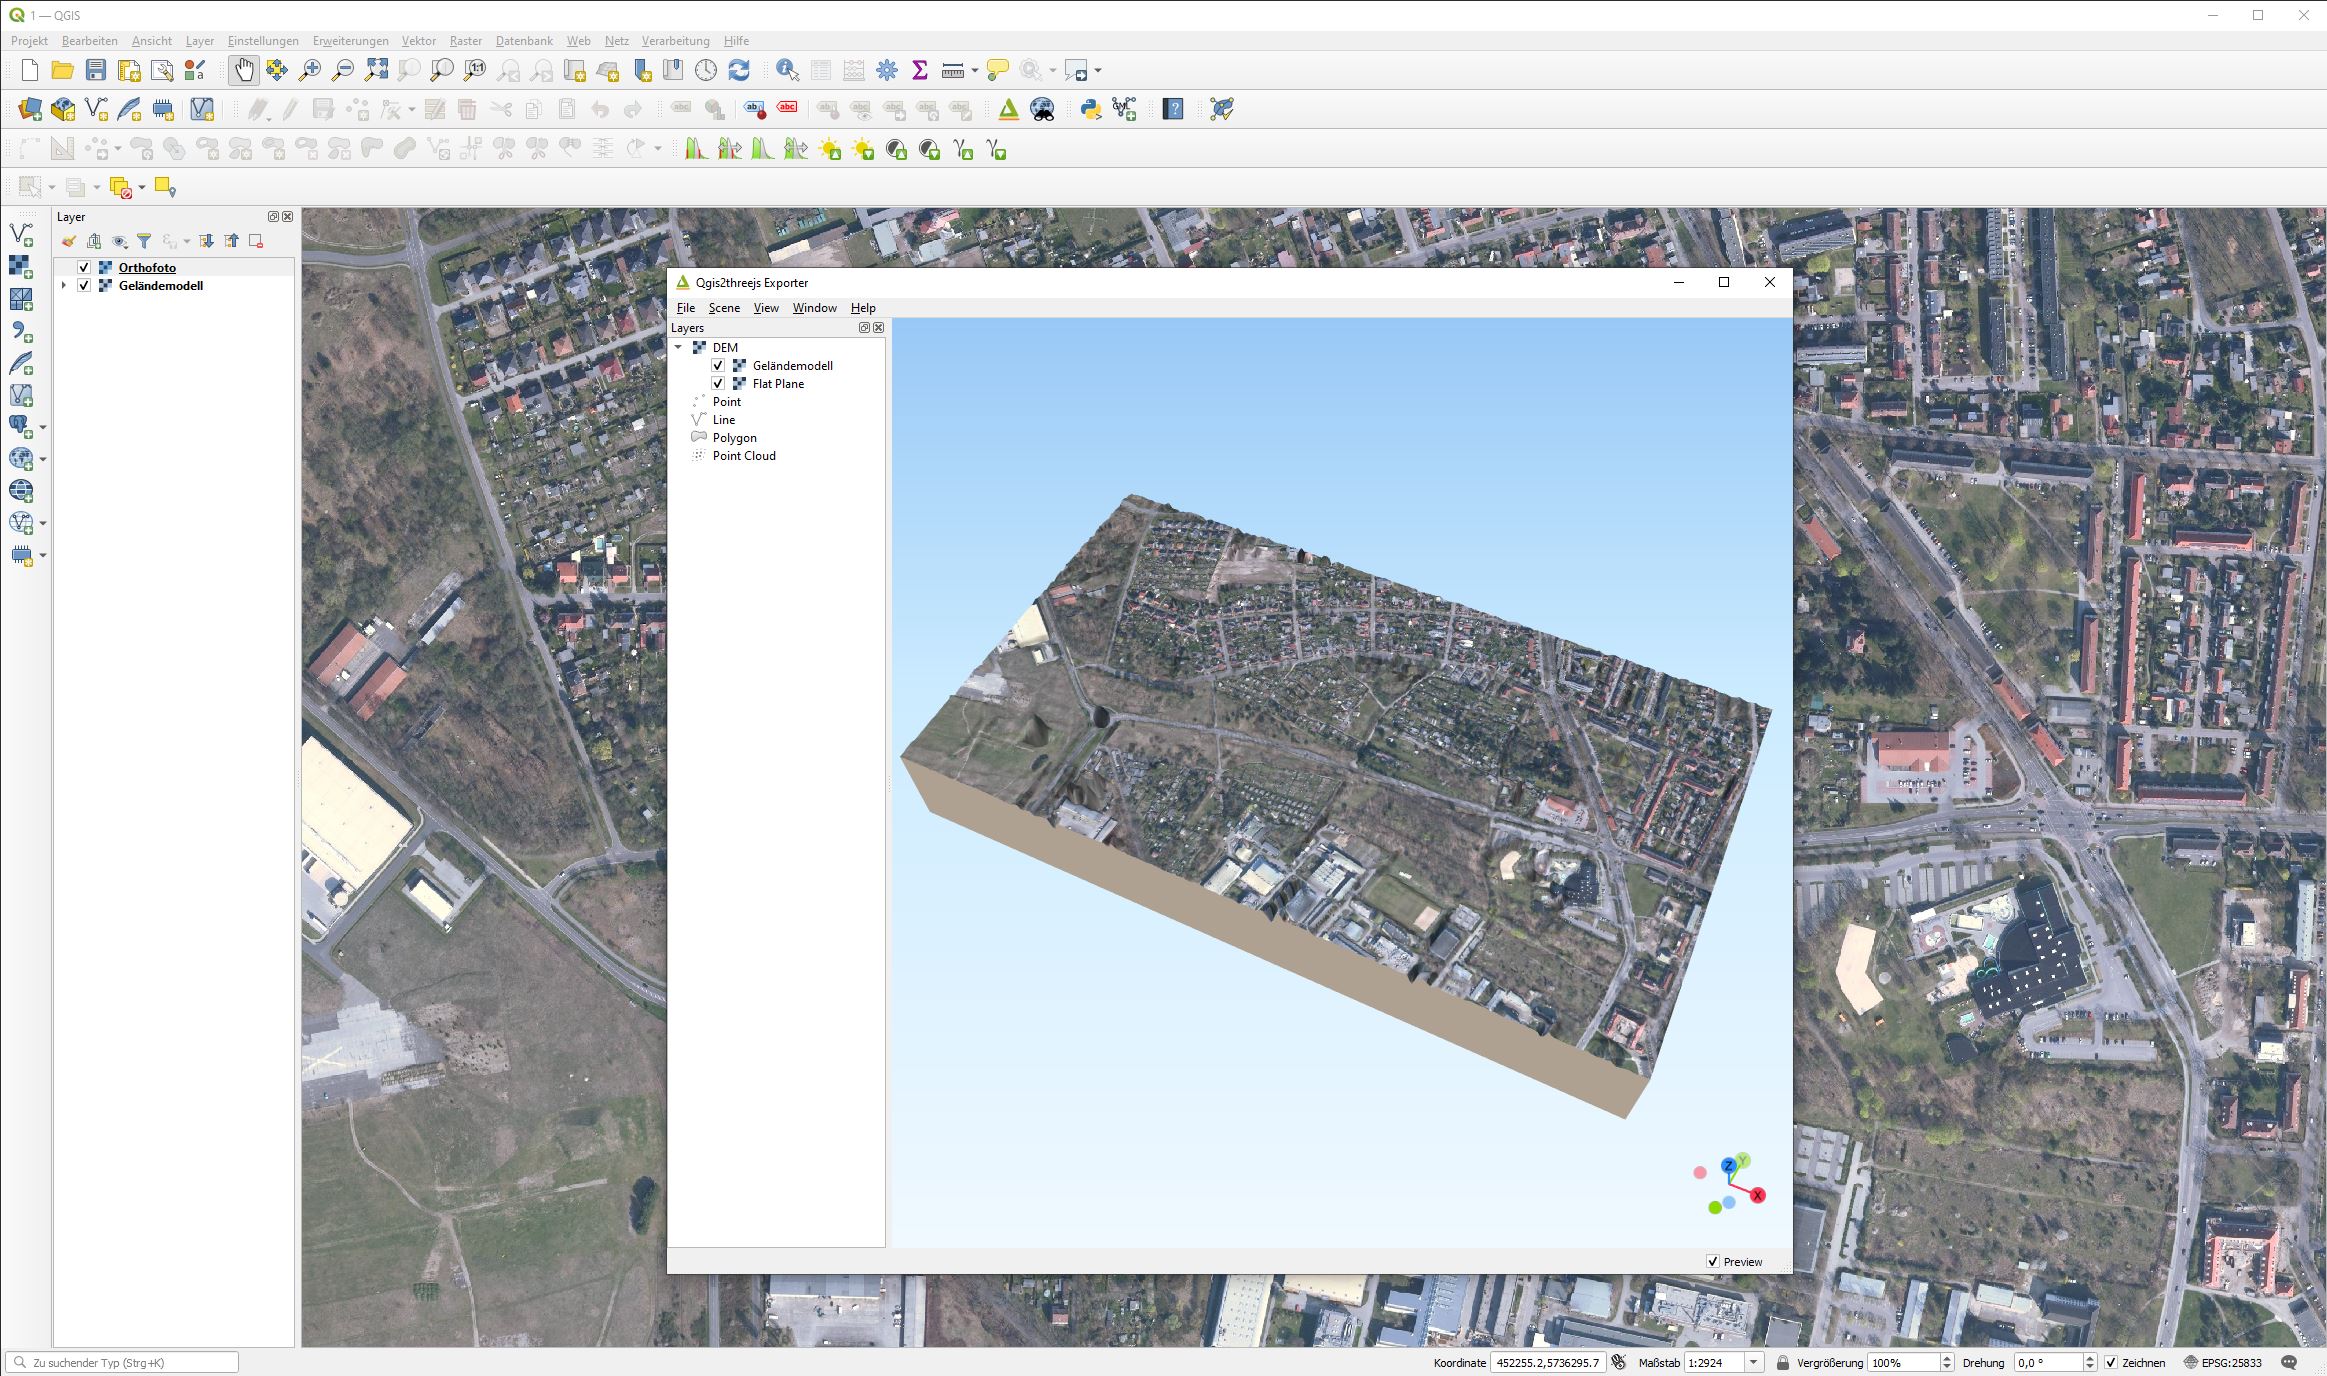 1 — QGIS
Projekt Bearbeiten Ansicht Layer Einstellungen Erweiterungen Vektor Raster Datenbank Web Netz Verarbeitung Hilfe
Layer
Orthofoto
Geländemodell
Qgis2threejs Exporter
File Scene View Window Help
Layers
DEM
Geländemodell
Flat Plane
Point
Line
Polygon
Point Cloud
Z Y
X
Preview
Zu suchender Typ (Strg+K) Koordinate 452255.2,5736295.7 Maßstab 1:2924 Vergrößerung 100% Drehung 0,0 ° Zeichnen EPSG:25833